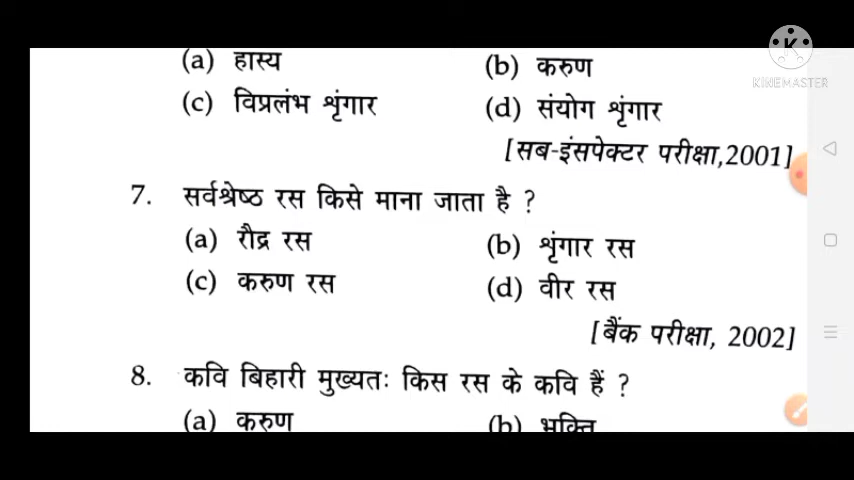 (a) हास्य (b) करुण
(c) विप्रलंभ शृंगार (d) संयोग शृंगार
[सब-इंसपेक्टर परीक्षा,2001]
7. सर्वश्रेष्ठ रस किसे माना जाता है ?
(a) रौद्र रस (b) शृंगार रस
(c) करुण रस (d) वीर रस
[बैंक परीक्षा, 2002]
8. कवि बिहारी मुख्यतः किस रस के कवि हैं ?
(a) करुण (b) भक्ति
K
KINEMASTER